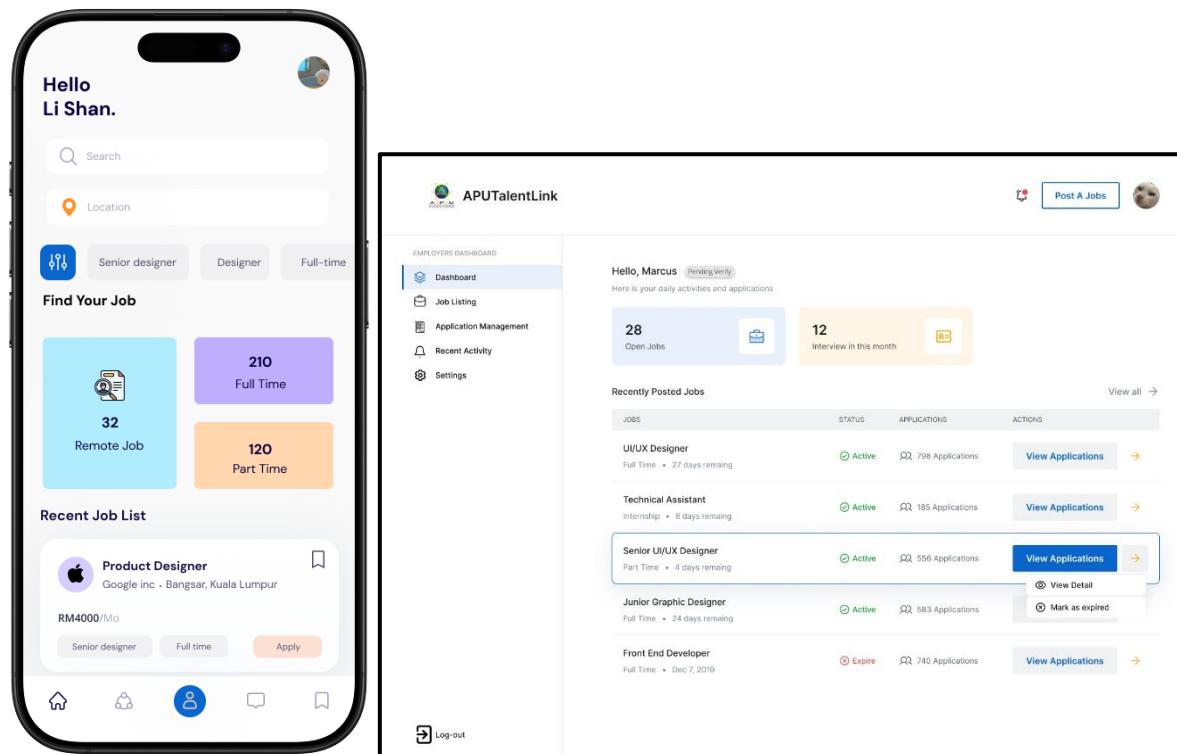 Hello
Li Shan.
Search
Location
Senior designer
Designer
Full-time
Find Your Job
32
Remote Job
210
Full Time
120
Part Time
Recent Job List
Product Designer
Google inc . Bangsar, Kuala Lumpur
RM4000/Mo
Senior designer
Full time
Apply
A P U
APUTalentLink
Post A Jobs
EMPLOYERS DASHBOARD
Dashboard
Job Listing
Application Management
Recent Activity
Settings
Log-out
Hello, Marcus Pending Verify
Here is your daily activities and applications
28
Open Jobs
12
Interview in this month
Recently Posted Jobs
View all
JOBS STATUS APPLICATIONS ACTIONS
UI/UX Designer
Full Time • 27 days remaing
Active
798 Applications
View Applications
Technical Assistant
Internship • 8 days remaing
Active
185 Applications
View Applications
Senior UI/UX Designer
Part Time • 4 days remaing
Active
556 Applications
View Applications
View Detail
Mark as expired
Junior Graphic Designer
Full Time • 24 days remaing
Active
583 Applications
Front End Developer
Full Time • Dec 7, 2019
Expire
740 Applications
View Applications